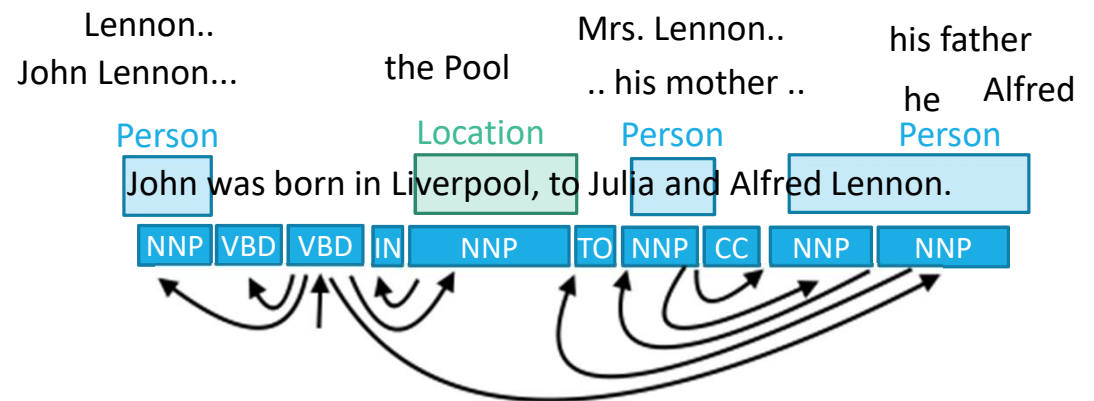 Lennon..
John Lennon...
the Pool
Mrs. Lennon..
.. his mother ..
his father
he
Alfred
Person
Location
Person
Person
John was born in Liverpool, to Julia and Alfred Lennon.
NNP VBD VBD IN NNP TO NNP CC NNP NNP